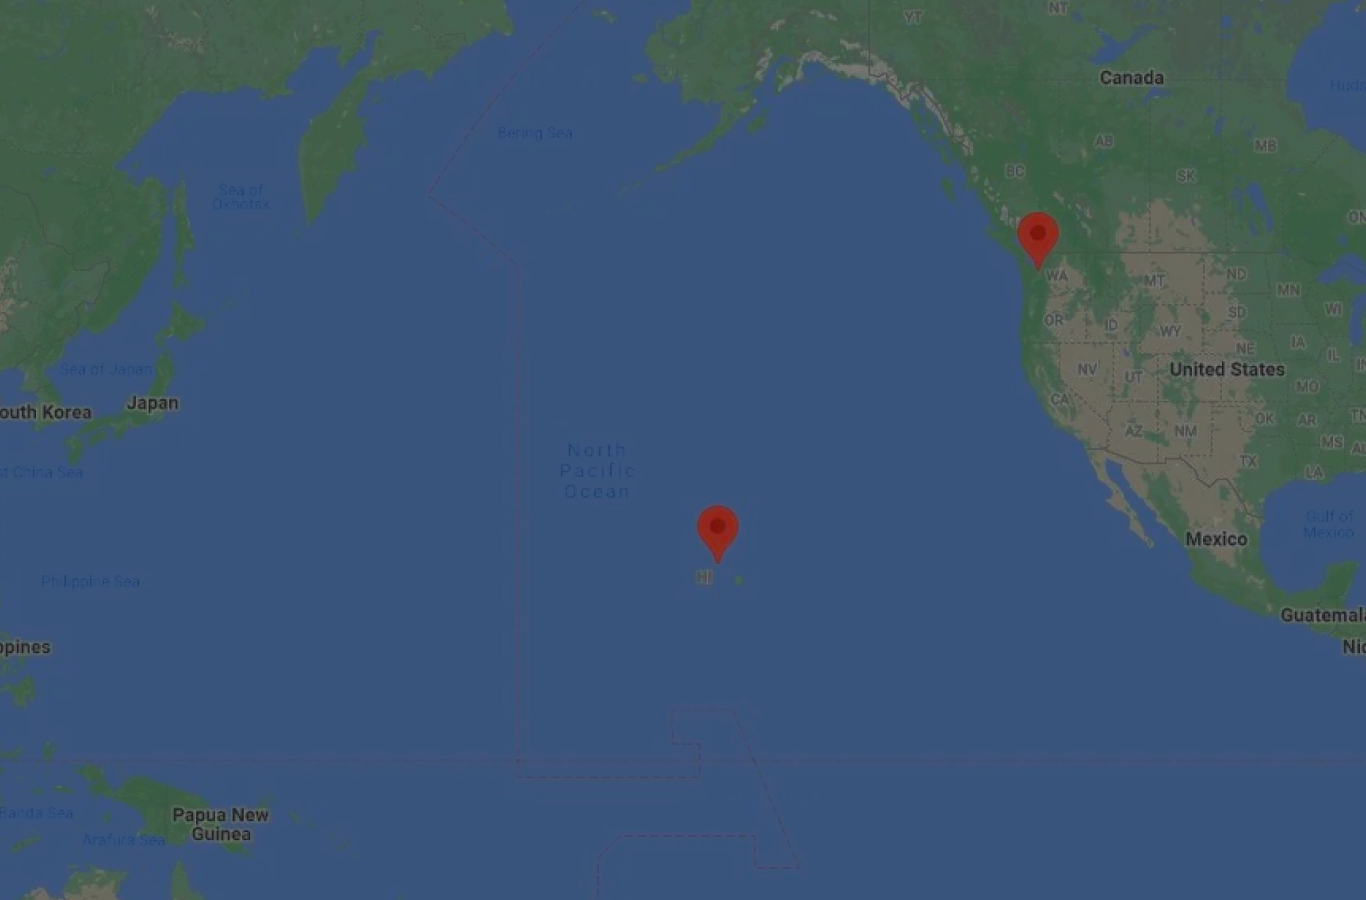 YT
NT
Canada
Bering Sea
AB
MB
BC
SK
Sea of
Okhotsk
WA
MT
ND
MN
OR
ID
WY
SD
WI
Sea of Japan
NE
IA
IL
NV
UT
United States
MO
outh Korea
Japan
CA
OK
AR
TN
AZ
NM
MS
TX
LA
st China Sea
North
Pacific
Ocean
Gulf of
Mexico
Mexico
Philippine Sea
HI
Guatemala
ppines
Nic
Banda Sea
Papua New
Guinea
Arafura Sea